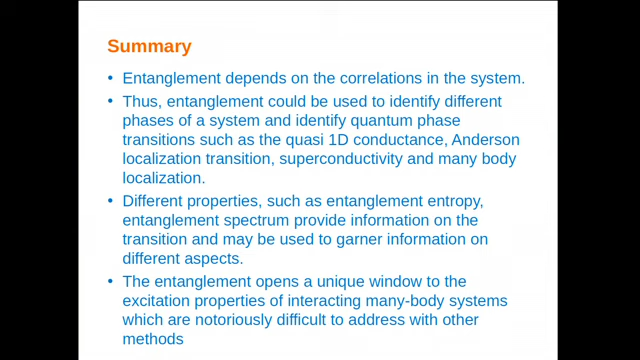 Summary
• Entanglement depends on the correlations in the system.
• Thus, entanglement could be used to identify different
phases of a system and identify quantum phase
transitions such as the quasi 1D conductance, Anderson
localization transition, superconductivity and many body
localization.
• Different properties, such as entanglement entropy,
entanglement spectrum provide information on the
transition and may be used to garner information on
different aspects.
• The entanglement opens a unique window to the
excitation properties of interacting many-body systems
which are notoriously difficult to address with other
methods